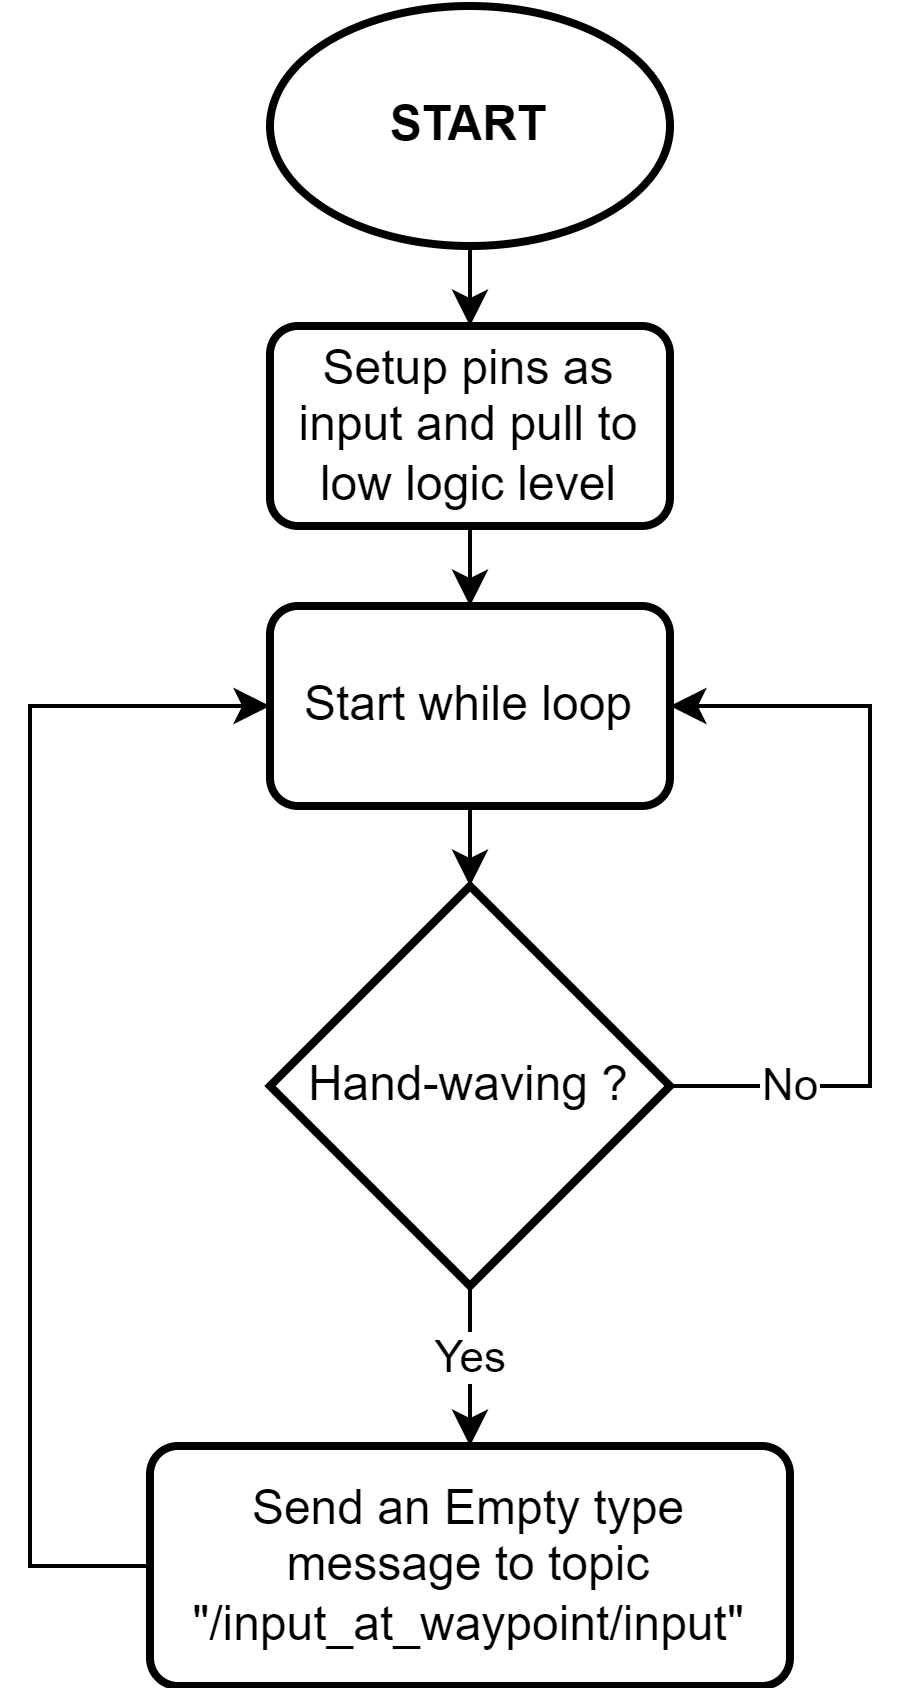 START
Setup pins as
input and pull to
low logic level
Start while loop
Hand-waving ?
No
Yes
Send an Empty type
message to topic
"/input_at_waypoint/input"